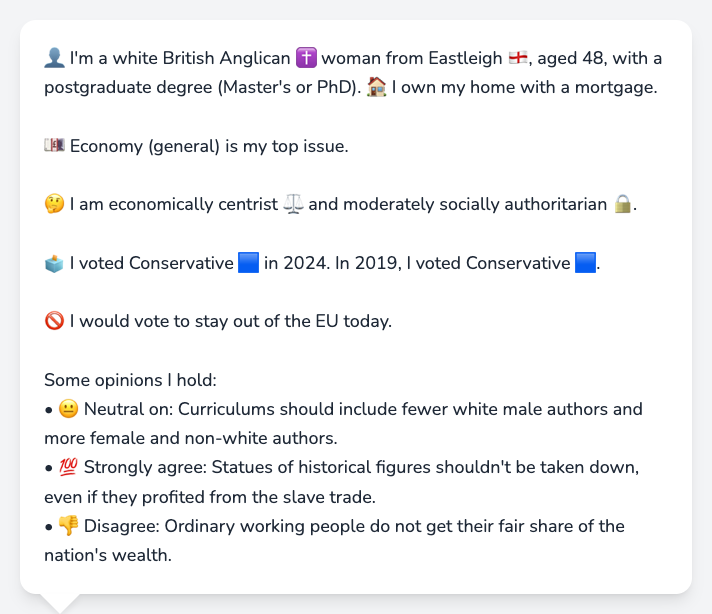 👤 I'm a white British Anglican ✝️ woman from Eastleigh 🏴󠁧󠁢󠁥󠁮󠁧󠁿, aged 48, with a
postgraduate degree (Master's or PhD). 🏠 I own my home with a mortgage.
💷 Economy (general) is my top issue.
🤔 I am economically centrist ⚖️ and moderately socially authoritarian 🔒.
🗳️ I voted Conservative 🟦 in 2024. In 2019, I voted Conservative 🟦.
🚫 I would vote to stay out of the EU today.
Some opinions I hold:
• 😐 Neutral on: Curriculums should include fewer white male authors and
more female and non-white authors.
• 💯 Strongly agree: Statues of historical figures shouldn't be taken down,
even if they profited from the slave trade.
• 👎 Disagree: Ordinary working people do not get their fair share of the
nation's wealth.